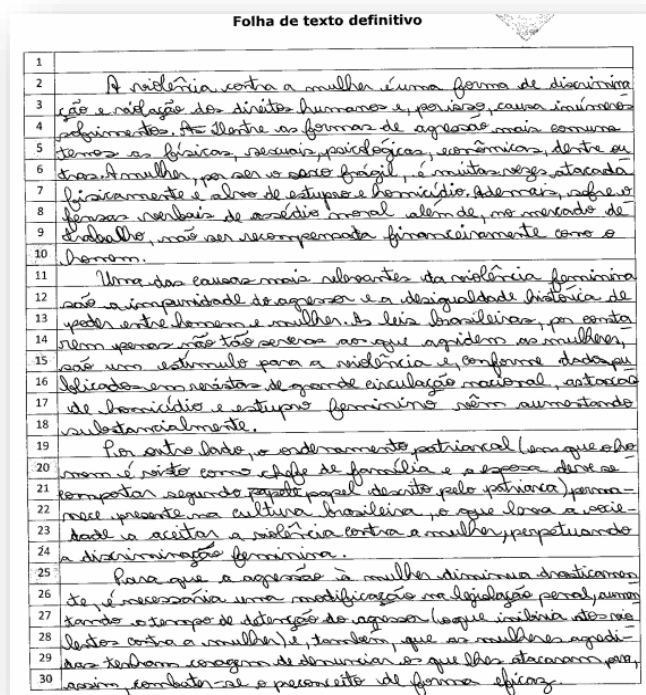 Folha de texto definitivo
1
2 A violência contra a mulher é uma forma de discrimina
3 ção e violação dos direitos humanos e, por isso, causa inúmeros
4 sofrimentos. As Dentre as formas de agressão mais comuns
5 temos as físicas, sexuais, psicológicas, econômicas, dentre ou
6 tras. A mulher, por ser o sexo frágil, é muitas vezes atacada
7 fisicamente e alvo de estupro e homicídio. Ademais, sofre o
8 fensas verbais de assédio moral além de, no mercado de
9 trabalho, não ser recompensada financeiramente como o
10 homem.
11 Uma das causas mais relevantes da violência feminina
12 são a impunidade do agressor e a desigualdade histórica de
13 poder entre homem e mulher. As leis brasileiras, por conta
14 rem penas não tão severas aos que agridem as mulheres,
15 são um estímulo para a violência e, conforme dados pu
16 blicados em revistas de grande circulação nacional, as taxas
17 de homicídio e estupro feminino vêm aumentando
18 substancialmente.
19 Por outro lado, o ordenamento patriarcal (em que o ho
20 mem é visto como chefe de família e a esposa deve se
21 comportar segundo papel descrito pelo patriarca), perma-
22 nece presente na cultura brasileira, o que leva a socie-
23 dade a aceitar a violência contra a mulher, perpetuando
24 a discriminação feminina.
25 Para que a agressão à mulher diminua drasticamen
26 te, é necessária uma modificação na legislação penal, aumen
27 tando o tempo de detenção do agressor (o que inibiria atos vio
28 lentos contra a mulher) e, também, que as mulheres agredi-
29 das tenham coragem de denunciar os que lhes atacaram para,
30 assim, combater-se o preconceito de forma eficaz.